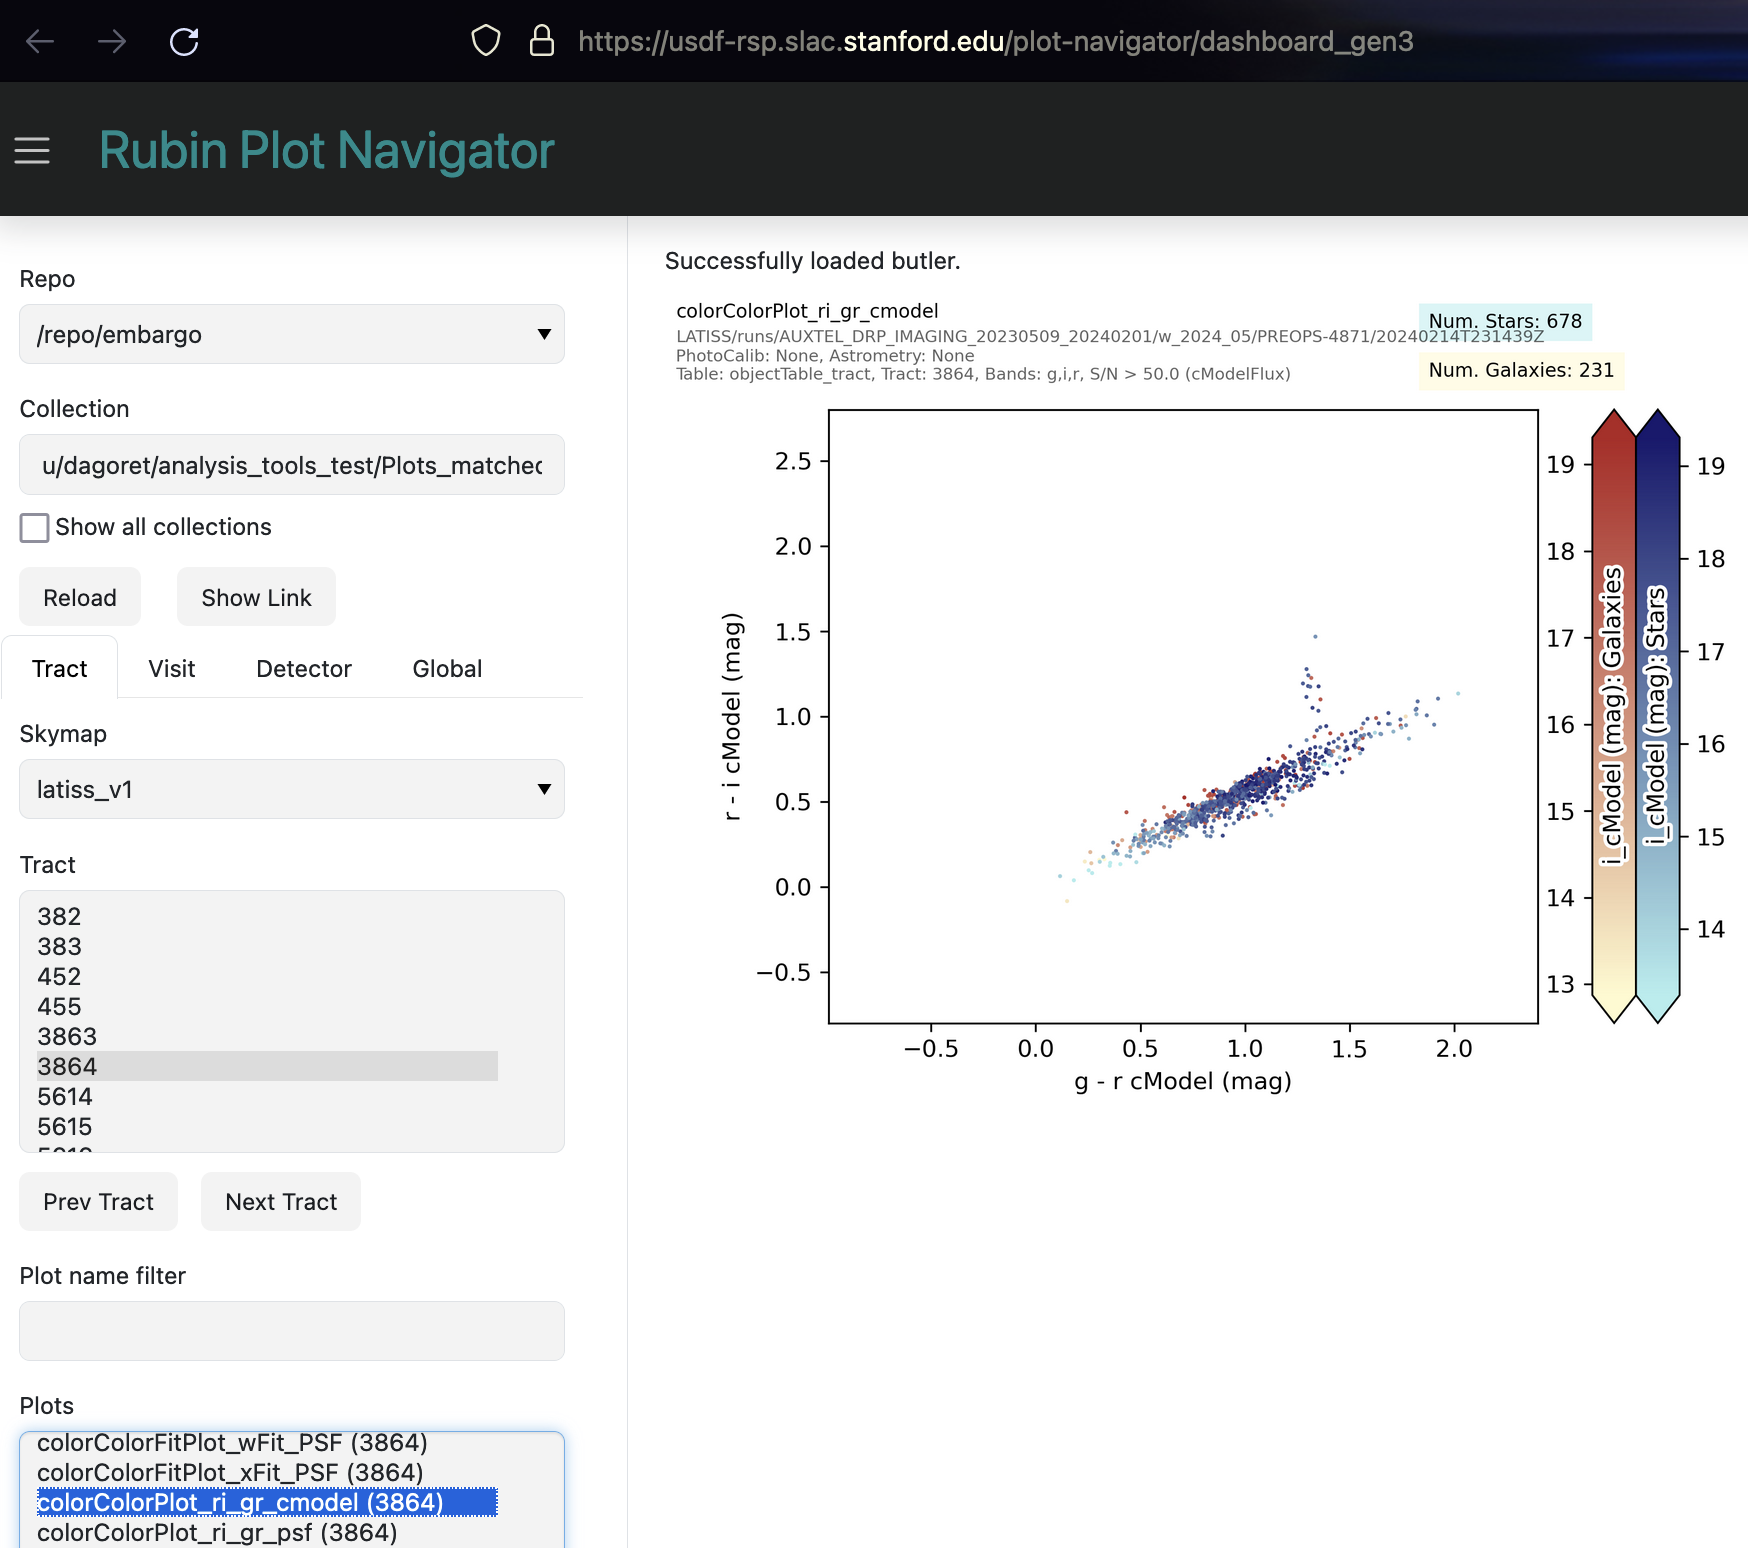 https://usdf-rsp.slac.stanford.edu/plot-navigator/dashboard_gen3
Rubin Plot Navigator
Repo
/repo/embargo
Collection
u/dagoret/analysis_tools_test/Plots_matched
Show all collections
Reload
Show Link
Tract
Visit
Detector
Global
Skymap
latiss_v1
Tract
382
383
452
455
3863
3864
5614
5615
Prev Tract
Next Tract
Plot name filter
Plots
colorColorFitPlot_wFit_PSF (3864)
colorColorFitPlot_xFit_PSF (3864)
colorColorPlot_ri_gr_cmodel (3864)
colorColorPlot_ri_gr_psf (3864)
Successfully loaded butler.
colorColorPlot_ri_gr_cmodel
LATISS/runs/AUXTEL_DRP_IMAGING_20230509_20240201/w_2024_05/PREOPS-4871/20240214T231439Z
PhotoCalib: None, Astrometry: None
Table: objectTable_tract, Tract: 3864, Bands: g,i,r, S/N > 50.0 (cModelFlux)
Num. Stars: 678
Num. Galaxies: 231
2.5
2.0
1.5
1.0
0.5
0.0
−0.5
r - i cModel (mag)
−0.5
0.0
0.5
1.0
1.5
2.0
g - r cModel (mag)
19
18
17
16
15
14
13
i_cModel (mag): Galaxies
i_cModel (mag): Stars
19
18
17
16
15
14